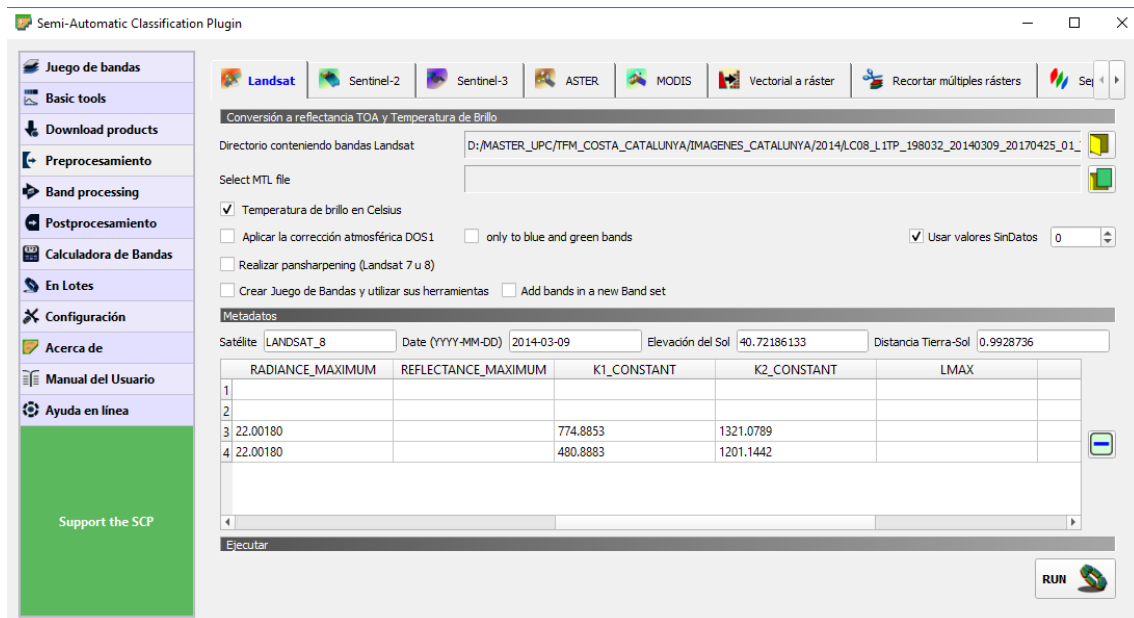 Semi-Automatic Classification Plugin
Juego de bandas
Basic tools
Download products
Preprocesamiento
Band processing
Postprocesamiento
Calculadora de Bandas
En Lotes
Configuración
Acerca de
Manual del Usuario
Ayuda en línea
Support the SCP
Landsat Sentinel-2 Sentinel-3 ASTER MODIS Vectorial a ráster Recortar múltiples rásters
Conversión a reflectancia TOA y Temperatura de Brillo
Directorio conteniendo bandas Landsat D:/MASTER_UPC/TFM_COSTA_CATALUNYA/IMAGENES_CATALUNYA/2014/LC08_L1TP_198032_20140309_20170425_01_
Select MTL file
Temperatura de brillo en Celsius
Aplicar la corrección atmosférica DOS1 only to blue and green bands Usar valores SinDatos 0
Realizar pansharpening (Landsat 7 u 8)
Crear Juego de Bandas y utilizar sus herramientas Add bands in a new Band set
Metadatos
Satélite LANDSAT_8 Date (YYYY-MM-DD) 2014-03-09 Elevación del Sol 40.72186133 Distancia Tierra-Sol 0.9928736
RADIANCE_MAXIMUM REFLECTANCE_MAXIMUM K1_CONSTANT K2_CONSTANT LMAX
1
2
3 22.00180 774.8853 1321.0789
4 22.00180 480.8883 1201.1442
Ejecutar
RUN